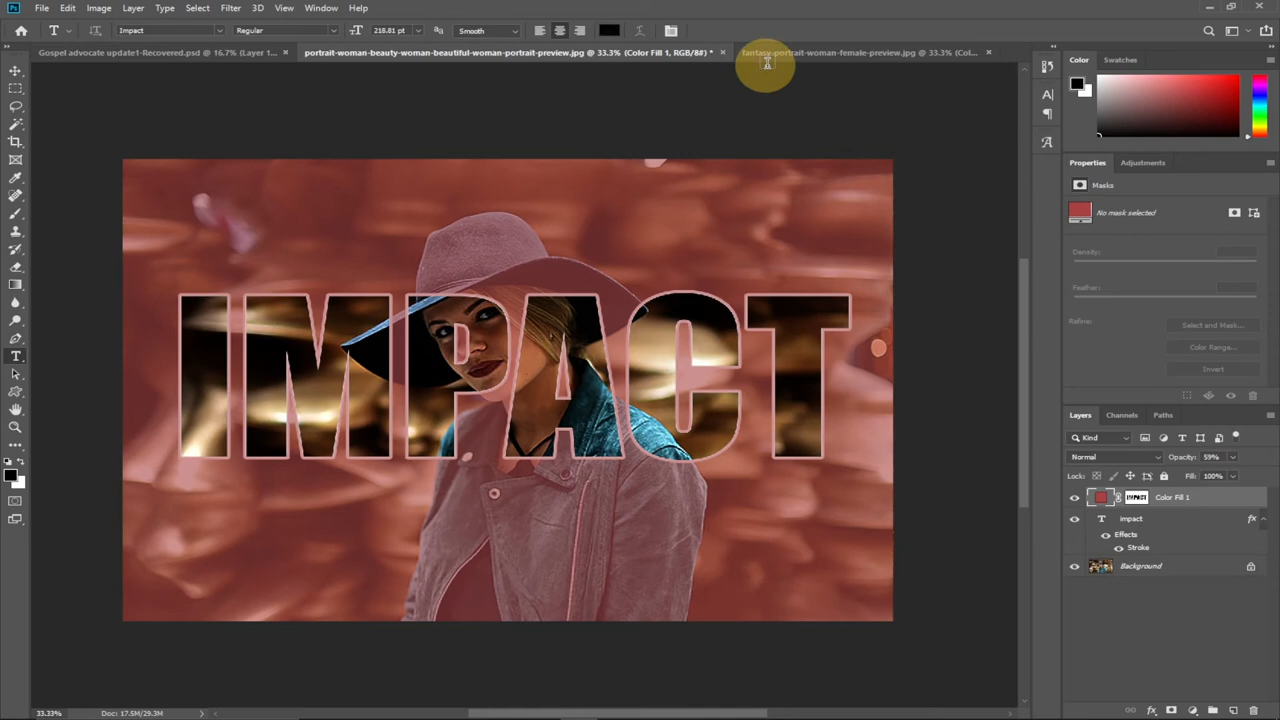 Ps File Edit Image Layer Type Select Filter 3D View Window Help
T Impact Regular 218.81 pt Smooth
Gospel advocate update1-Recovered.psd @ 16.7% (Layer 1... × portrait-woman-beauty-woman-beautiful-woman-portrait-preview.jpg @ 33.3% (Color Fill 1, RGB/8#) * × fantasy-portrait-woman-female-preview.jpg @ 33.3% (Col... ×
Color Swatches
Properties Adjustments
Masks
No mask selected
Density:
Feather:
Refine: Select and Mask...
Color Range...
Invert
IMPACT
Layers Channels Paths
Kind
Normal Opacity: 59%
Lock: Fill: 100%
IMPACT Color Fill 1
T impact fx
Effects
Stroke
Background
33.33% Doc: 17.5M/29.3M